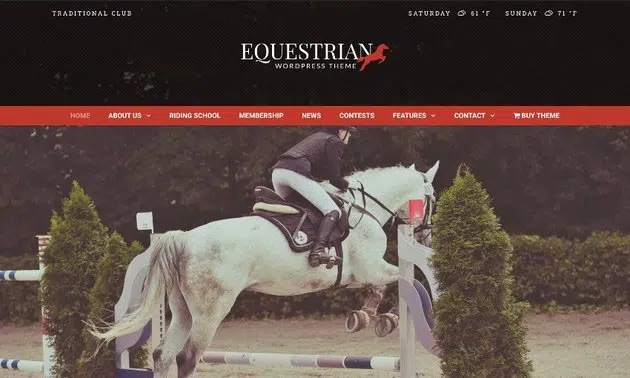 TRADITIONAL CLUB
SATURDAY 61 °F SUNDAY 71 °F
EQUESTRIAN
WORDPRESS THEME
HOME ABOUT US RIDING SCHOOL MEMBERSHIP NEWS CONTESTS FEATURES CONTACT BUY THEME